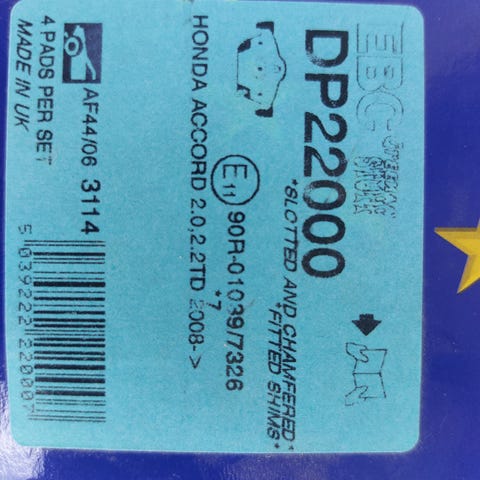 EBC
DP22000
*SLOTTED AND CHAMFERED*
*FITTED SHIMS*
E11 90R-01039/7326
*7
HONDA ACCORD 2.0,2.2TD 2008->
AF44/06 3114
4 PADS PER SET
MADE IN UK
5 039222 220007